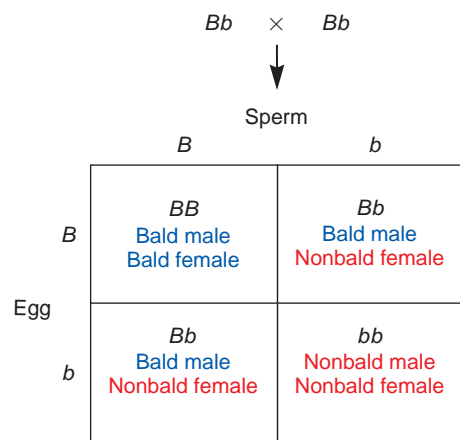 Bb × Bb
Sperm
B b
B
BB
Bald male
Bald female
Bb
Bald male
Nonbald female
Egg
b
Bb
Bald male
Nonbald female
bb
Nonbald male
Nonbald female